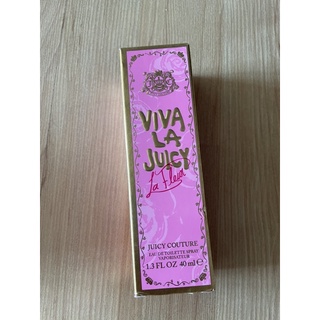 VIVA
LA
JUICY
La Fleur
JUICY COUTURE
EAU DE TOILETTE SPRAY
VAPORISATEUR
1.3 FL OZ 40 ml ℮